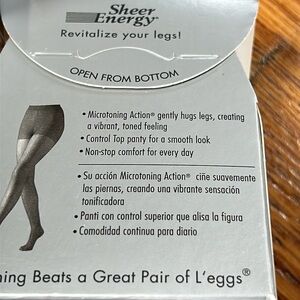 Sheer
Energy®
Revitalize your legs!
OPEN FROM BOTTOM
• Microtoning Action® gently hugs legs, creating
a vibrant, toned feeling
• Control Top panty for a smooth look
• Non-stop comfort for every day
• Su acción Microtoning Action® ciñe suavemente
las piernas, creando una vibrante sensación
tonificadora
• Panti con control superior que alisa la figura
• Comodidad continua para diario
Beats a Great Pair of L'eggs®